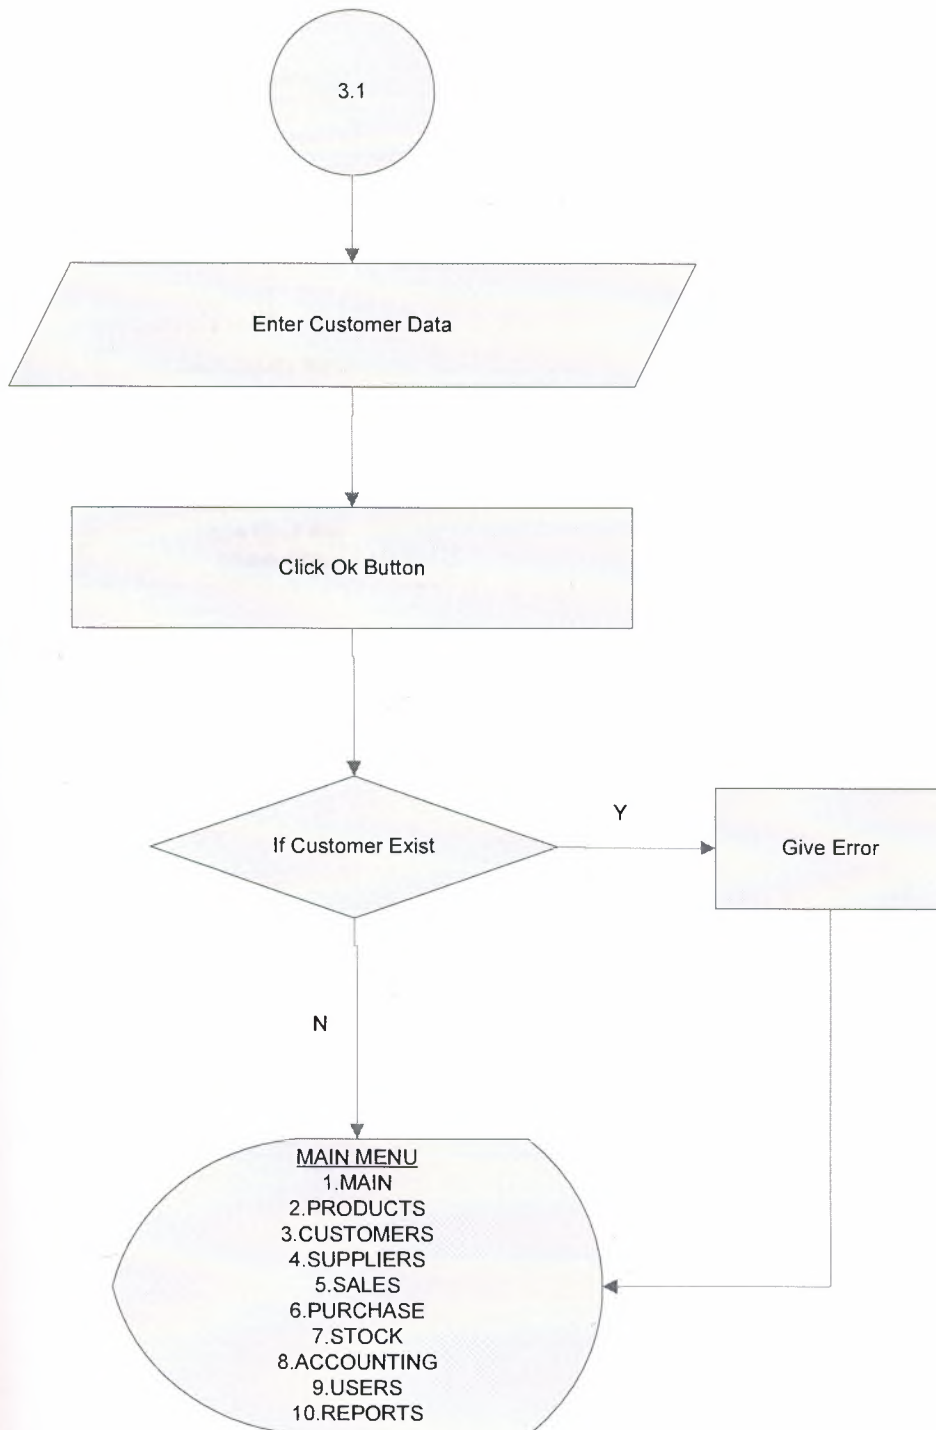 3.1
Enter Customer Data
Click Ok Button
If Customer Exist
Y
Give Error
N
MAIN MENU
1.MAIN
2.PRODUCTS
3.CUSTOMERS
4.SUPPLIERS
5.SALES
6.PURCHASE
7.STOCK
8.ACCOUNTING
9.USERS
10.REPORTS